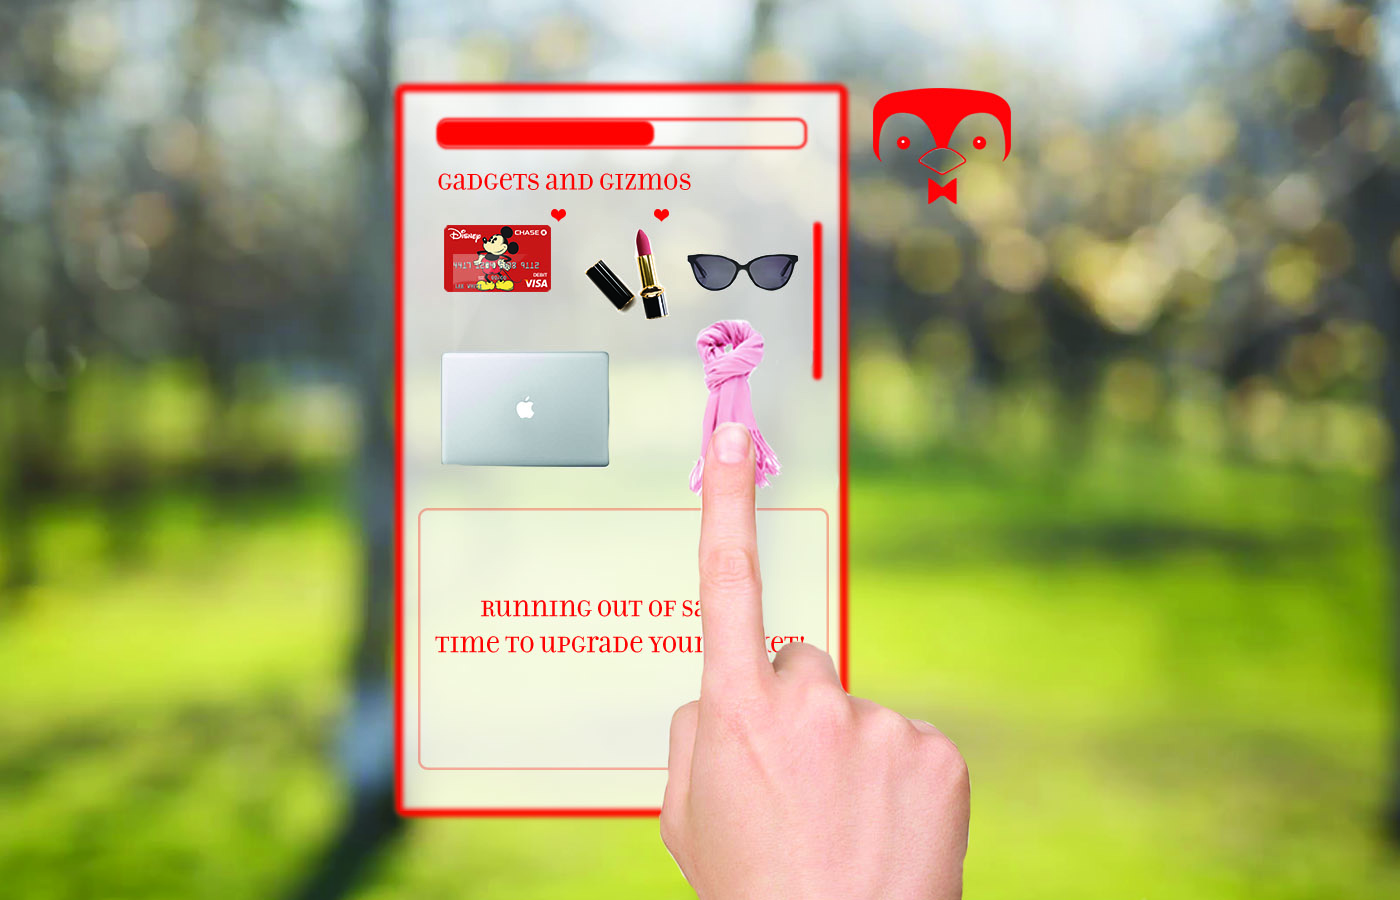 Gadgets and Gizmos
Disney CHASE
DEBIT
VISA
Running out of
Time to upgrade your